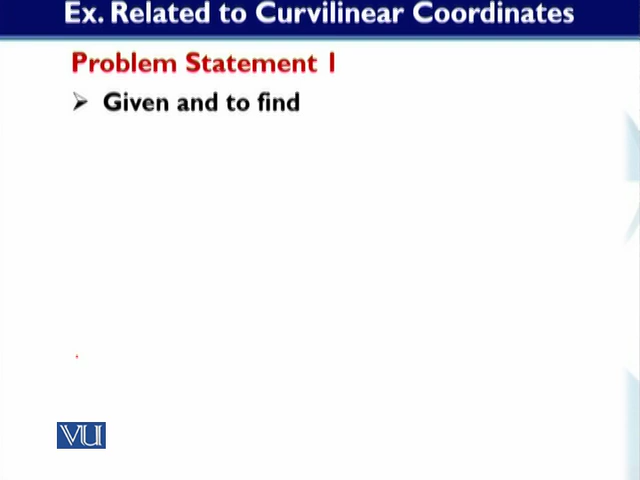 Ex. Related to Curvilinear Coordinates
Problem Statement 1
Given and to find
VU